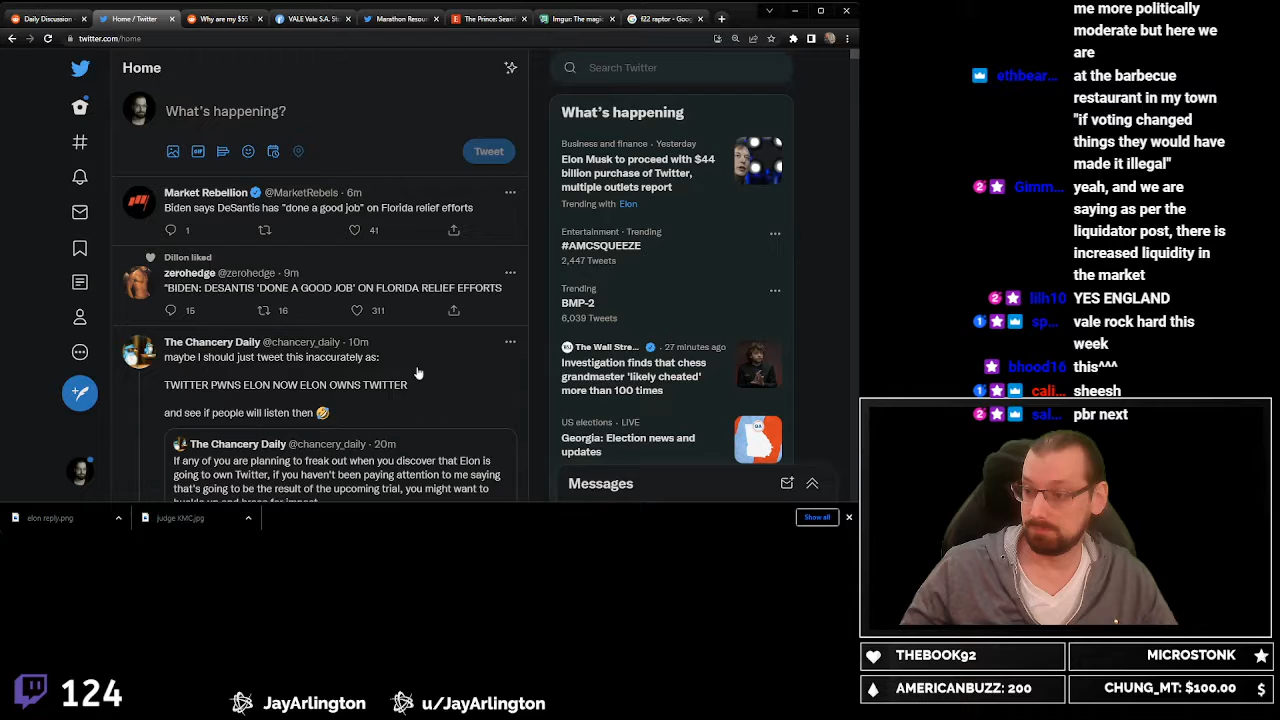 Daily Discussion
Home / Twitter
Why are my $55
VALE Vale S.A. St
Marathon Resou
The Prince: Search
Imgur: The magi
f22 raptor - Goog
twitter.com/home
Home
What's happening?
Tweet
Market Rebellion @MarketRebels · 6m
Biden says DeSantis has "done a good job" on Florida relief efforts
1
41
Dillon liked
zerohedge @zerohedge · 9m
*BIDEN: DESANTIS 'DONE A GOOD JOB' ON FLORIDA RELIEF EFFORTS
15
16
311
The Chancery Daily @chancery_daily · 10m
maybe I should just tweet this inaccurately as:
TWITTER PWNS ELON NOW ELON OWNS TWITTER
and see if people will listen then 🤣
The Chancery Daily @chancery_daily · 20m
If any of you are planning to freak out when you discover that Elon is
going to own Twitter, if you haven't been paying attention to me saying
that's going to be the result of the upcoming trial, you might want to
Search Twitter
What's happening
Business and finance · Yesterday
Elon Musk to proceed with $44
billion purchase of Twitter,
multiple outlets report
Trending with Elon
Entertainment · Trending
#AMCSQUEEZE
2,447 Tweets
Trending
BMP-2
6,039 Tweets
The Wall Stre... · 27 minutes ago
Investigation finds that chess
grandmaster 'likely cheated' in
more than 100 times
US elections · LIVE
Georgia: Election news and
updates
Messages
elon reply.png
judge KMC.jpg
Show all
me more politically
moderate but here we
are
ethbear... at the barbecue
restaurant in my town
"if voting changed
things they would have
made it illegal"
2 Gimm... yeah, and we are
saying as per the
liquidator post, there is
increased liquidity in
the market
2 lilh10 YES ENGLAND
1 sp... vale rock hard this
week
bhood16 this^^^
1 cali... sheesh
2 sal... pbr next
THEBOOK92
MICROSTONK
AMERICANBUZZ: 200
CHUNG_MT: $100.00
124
JayArlington
u/JayArlington